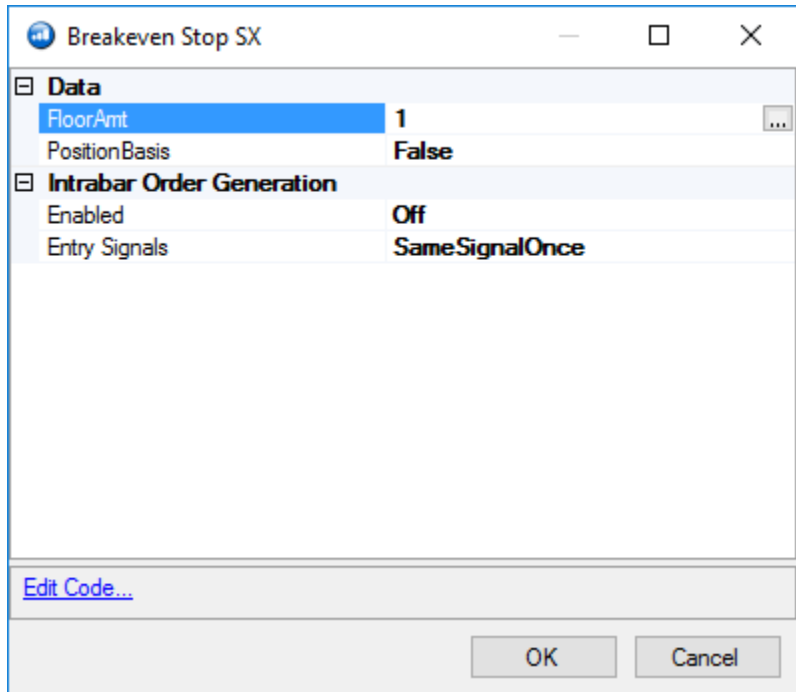 Breakeven Stop SX
Data
FloorAmt 1 ...
PositionBasis False
Intrabar Order Generation
Enabled Off
Entry Signals SameSignalOnce
Edit Code...
OK Cancel